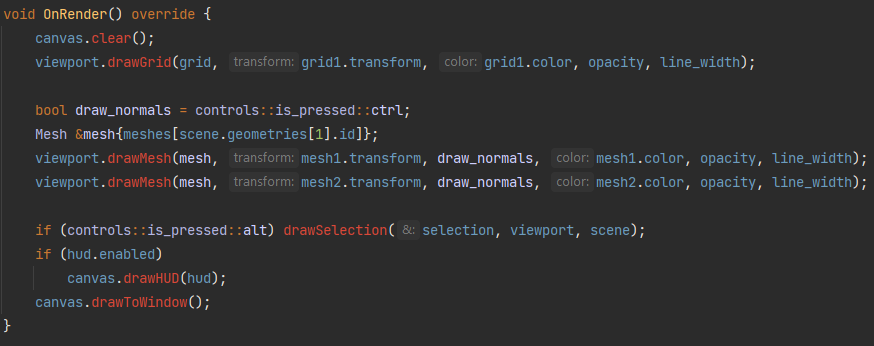 void OnRender() override {
    canvas.clear();
    viewport.drawGrid(grid, transform: grid1.transform, color: grid1.color, opacity, line_width);

    bool draw_normals = controls::is_pressed::ctrl;
    Mesh &mesh{meshes[scene.geometries[1].id]};
    viewport.drawMesh(mesh, transform: mesh1.transform, draw_normals, color: mesh1.color, opacity, line_width);
    viewport.drawMesh(mesh, transform: mesh2.transform, draw_normals, color: mesh2.color, opacity, line_width);

    if (controls::is_pressed::alt) drawSelection(&: selection, viewport, scene);
    if (hud.enabled)
        canvas.drawHUD(hud);
    canvas.drawToWindow();
}